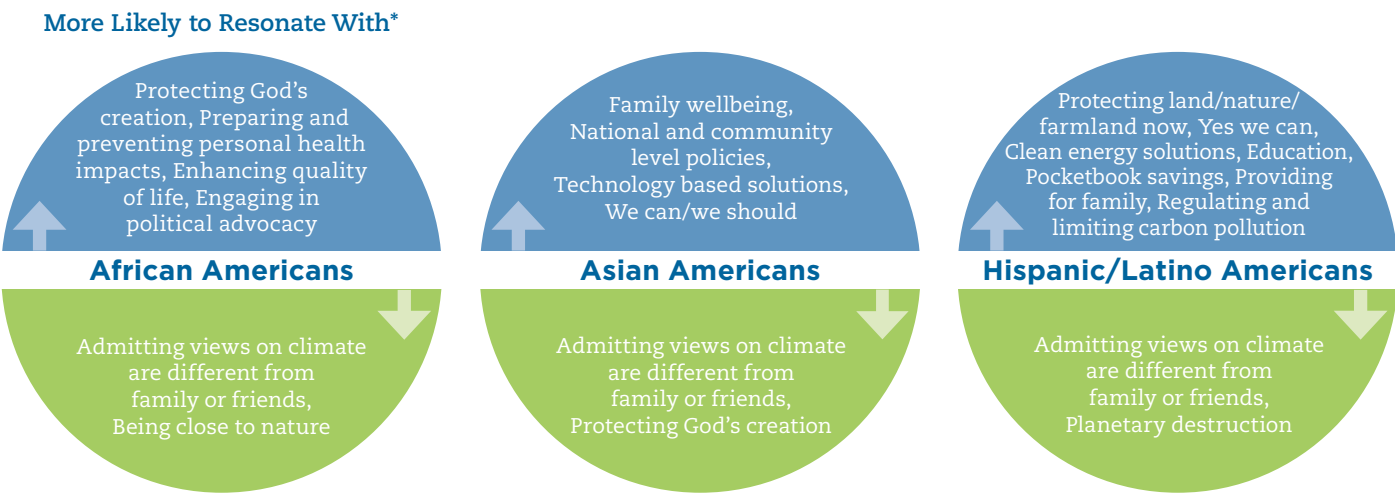 More Likely to Resonate With*
Protecting God's
creation, Preparing and
preventing personal health
impacts, Enhancing quality
of life, Engaging in
political advocacy
African Americans
Admitting views on climate
are different from
family or friends,
Being close to nature
Family wellbeing,
National and community
level policies,
Technology based solutions,
We can/we should
Asian Americans
Admitting views on climate
are different from
family or friends,
Protecting God's creation
Protecting land/nature/
farmland now, Yes we can,
Clean energy solutions, Education,
Pocketbook savings, Providing
for family, Regulating and
limiting carbon pollution
Hispanic/Latino Americans
Admitting views on climate
are different from
family or friends,
Planetary destruction